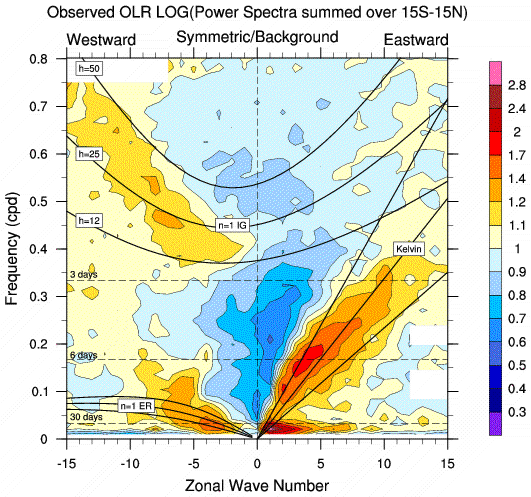 Observed OLR LOG(Power Spectra summed over 15S-15N)
Westward Symmetric/Background Eastward
0.8
0.7
0.6
0.5
0.4
0.3
0.2
0.1
0
Frequency (cpd)
h=50
h=25
h=12
n=1 IG
Kelvin
3 days
6 days
n=1 ER
30 days
-15 -10 -5 0 5 10 15
Zonal Wave Number
2.8
2.4
2
1.7
1.4
1.2
1.1
1
0.9
0.8
0.7
0.6
0.5
0.4
0.3